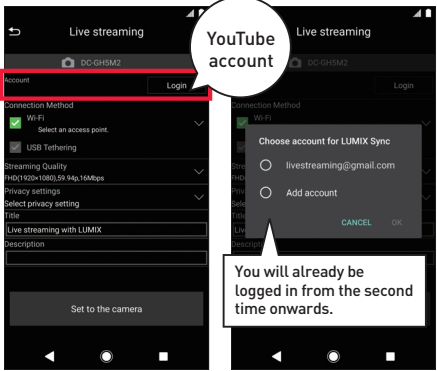 Live streaming
DC-GH5M2
Account
Login
Connection Method
Wi-Fi
Select an access point.
USB Tethering
Streaming Quality
FHD(1920×1080),59.94p,16Mbps
Privacy settings
Select privacy setting
Title
Live streaming with LUMIX
Description
Set to the camera
YouTube
account
Live streaming
DC-GH5M2
Login
Connection Method
Wi-Fi
Choose account for LUMIX Sync
livestreaming@gmail.com
Add account
CANCEL
OK
You will already be
logged in from the second
time onwards.